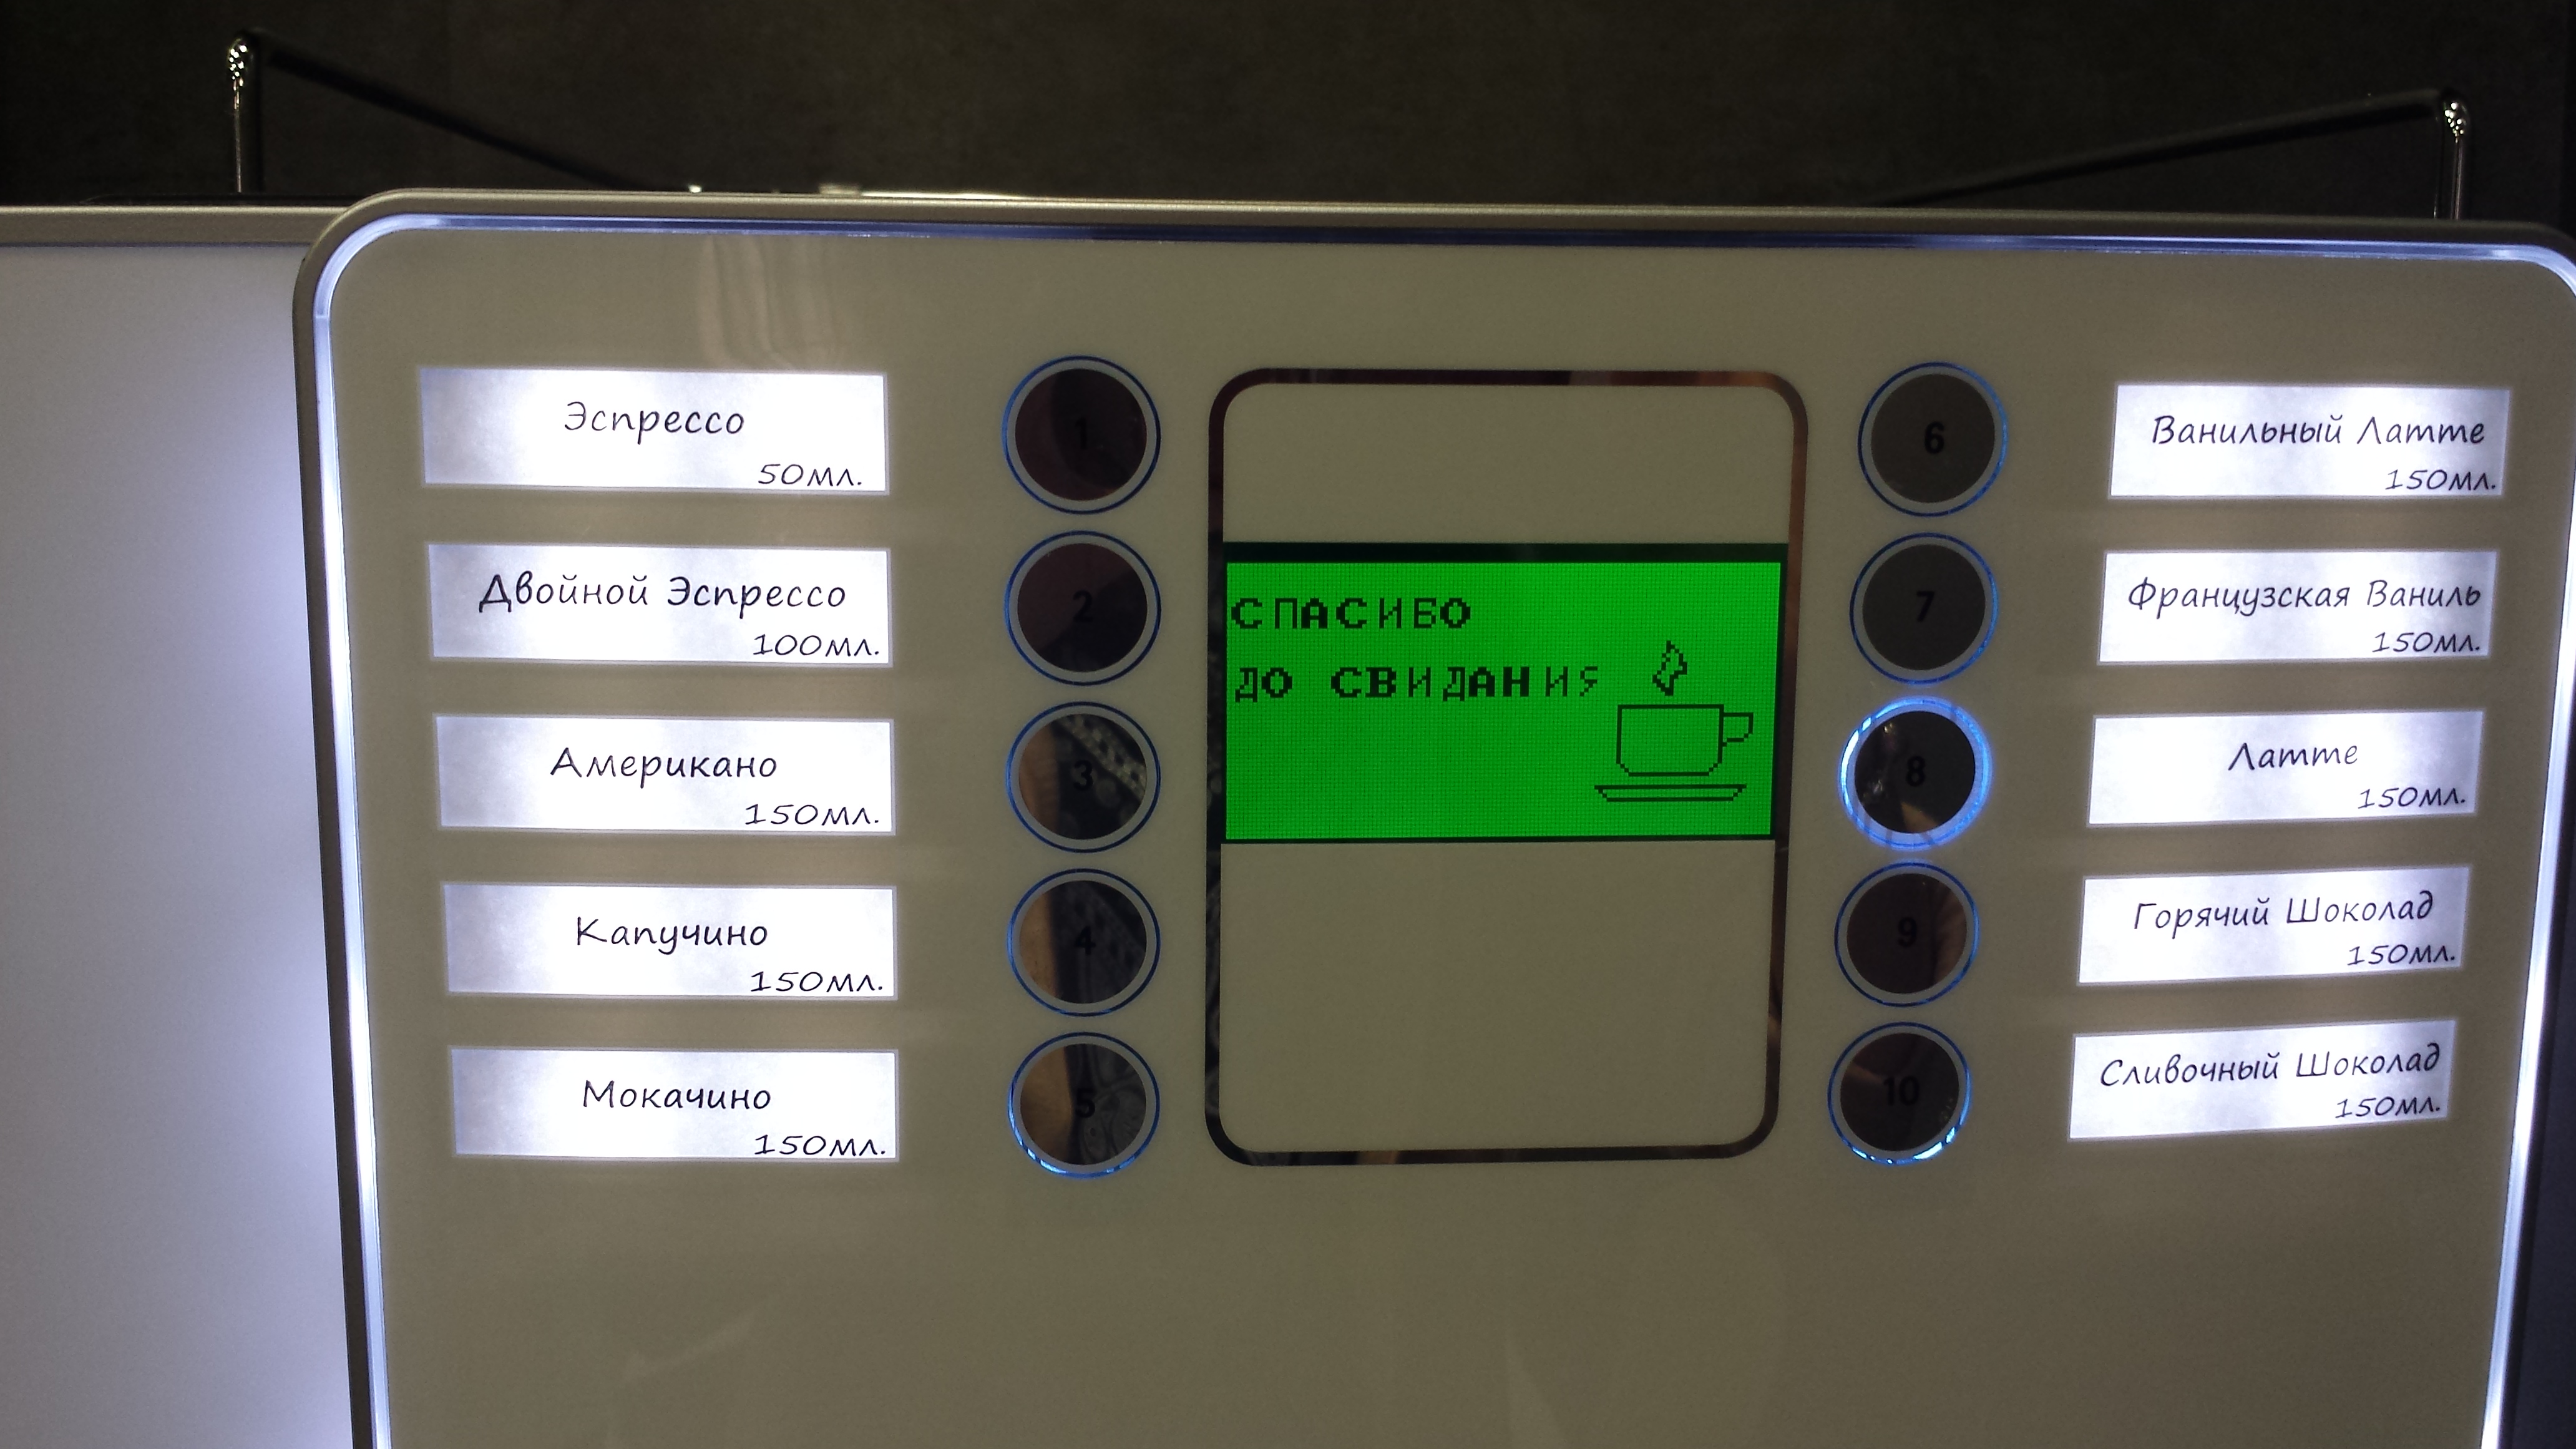 Эспрессо
50мл.
1
Двойной Эспрессо
100мл.
2
Американо
150мл.
3
Капучино
150мл.
4
Мокачино
150мл.
5
СПАСИБО
ДО СВИДАНИЯ
6
Ванильный Латте
150мл.
7
Французская Ваниль
150мл.
8
Латте
150мл.
9
Горячий Шоколад
150мл.
10
Сливочный Шоколад
150мл.